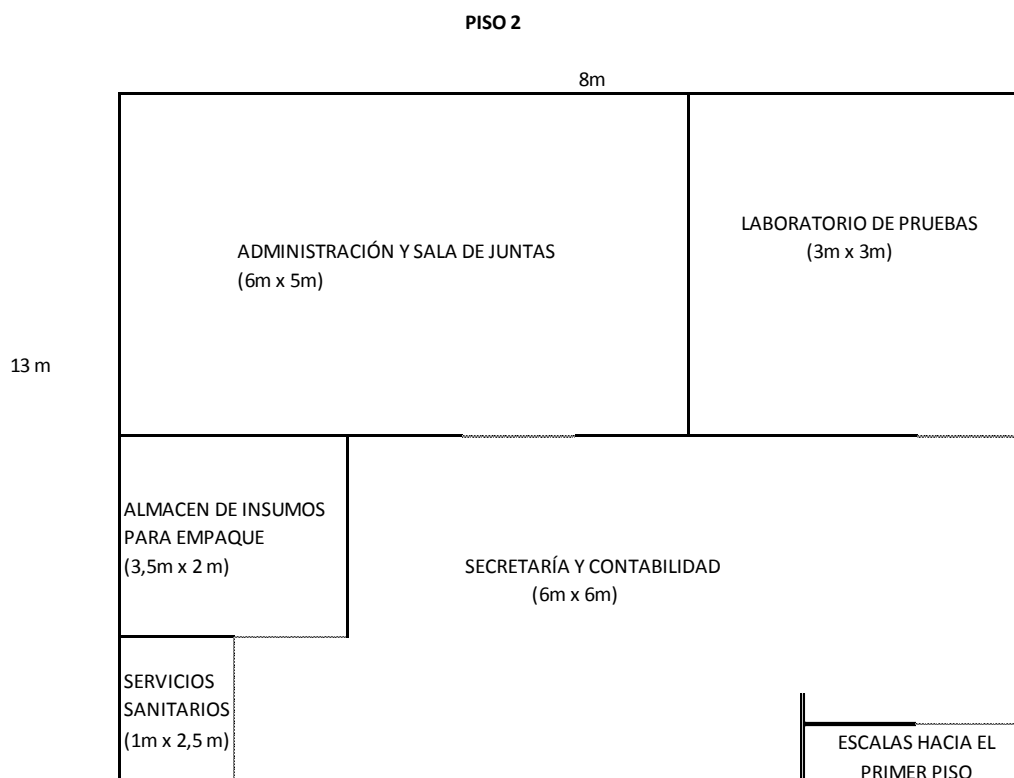 PISO 2
8m
LABORATORIO DE PRUEBAS
(3m x 3m)
ADMINISTRACIÓN Y SALA DE JUNTAS
(6m x 5m)
13 m
ALMACEN DE INSUMOS
PARA EMPAQUE
(3,5m x 2 m)
SECRETARÍA Y CONTABILIDAD
(6m x 6m)
SERVICIOS
SANITARIOS
(1m x 2,5 m)
ESCALAS HACIA EL
PRIMER PISO